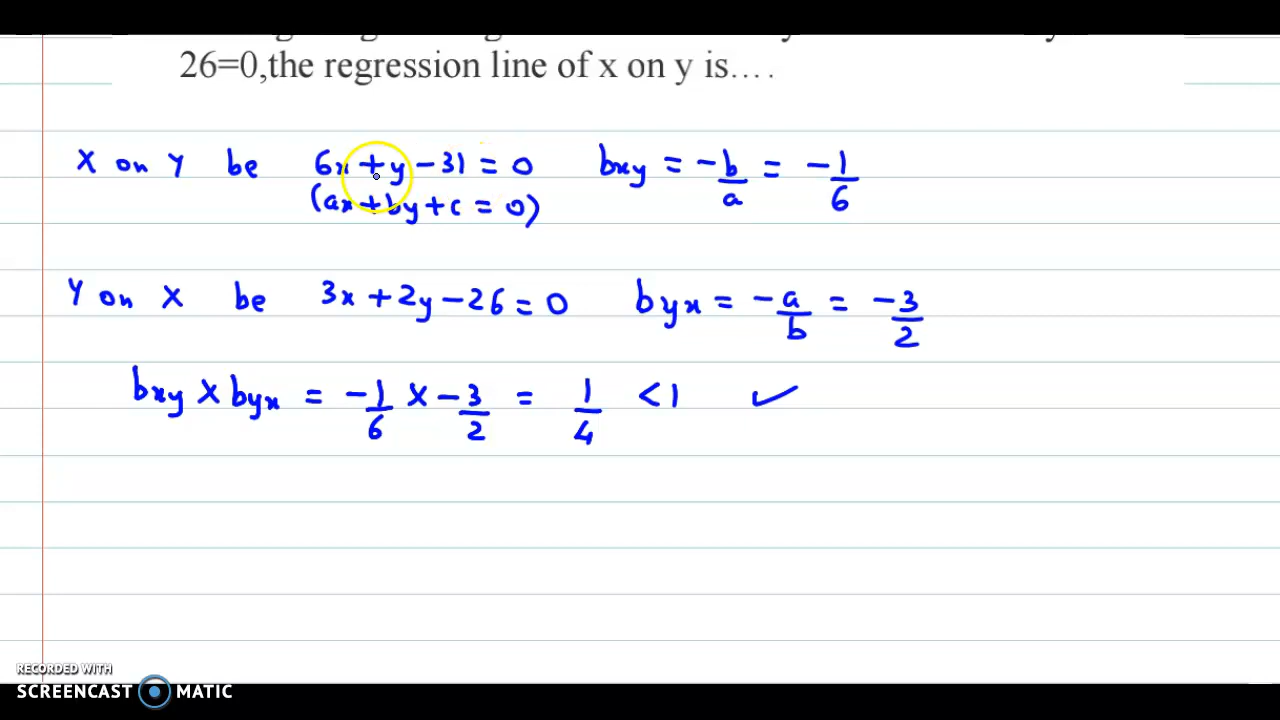 26=0,the regression line of x on y is….
X on Y be 6x + y - 31 = 0 bxy = -b/a = -1/6
(ax + by + c = 0)
Y on X be 3x + 2y - 26 = 0 byx = -a/b = -3/2
bxy X byx = -1/6 X -3/2 = 1/4 < 1 ✓
RECORDED WITH
SCREENCAST MATIC